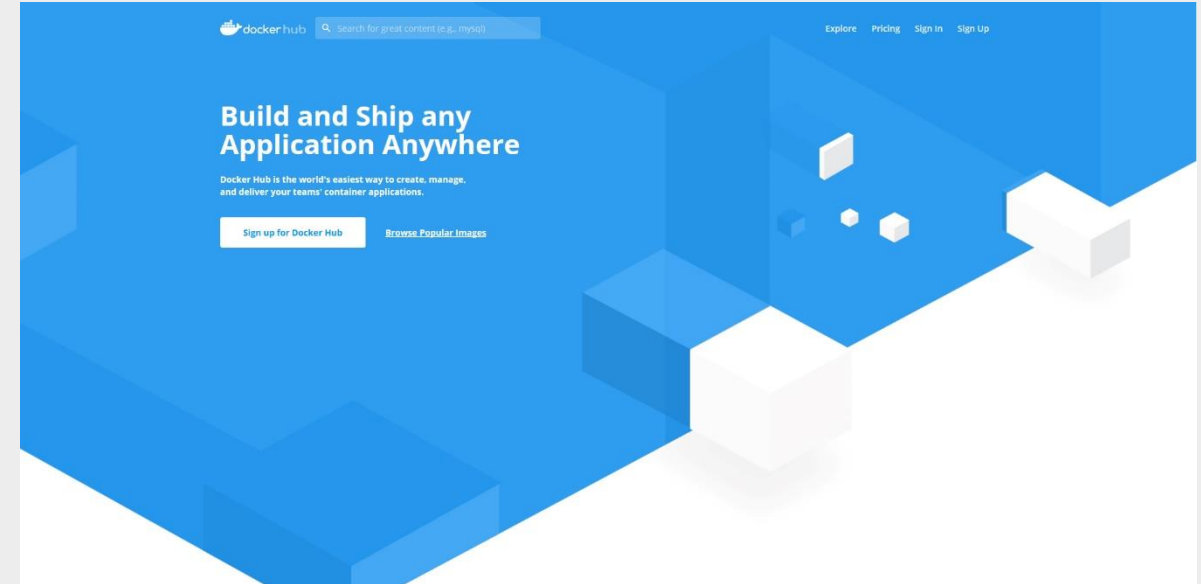 docker hub
Search for great content (e.g., mysql)
Explore Pricing Sign In Sign Up
Build and Ship any
Application Anywhere
Docker Hub is the world's easiest way to create, manage,
and deliver your teams' container applications.
Sign up for Docker Hub
Browse Popular Images